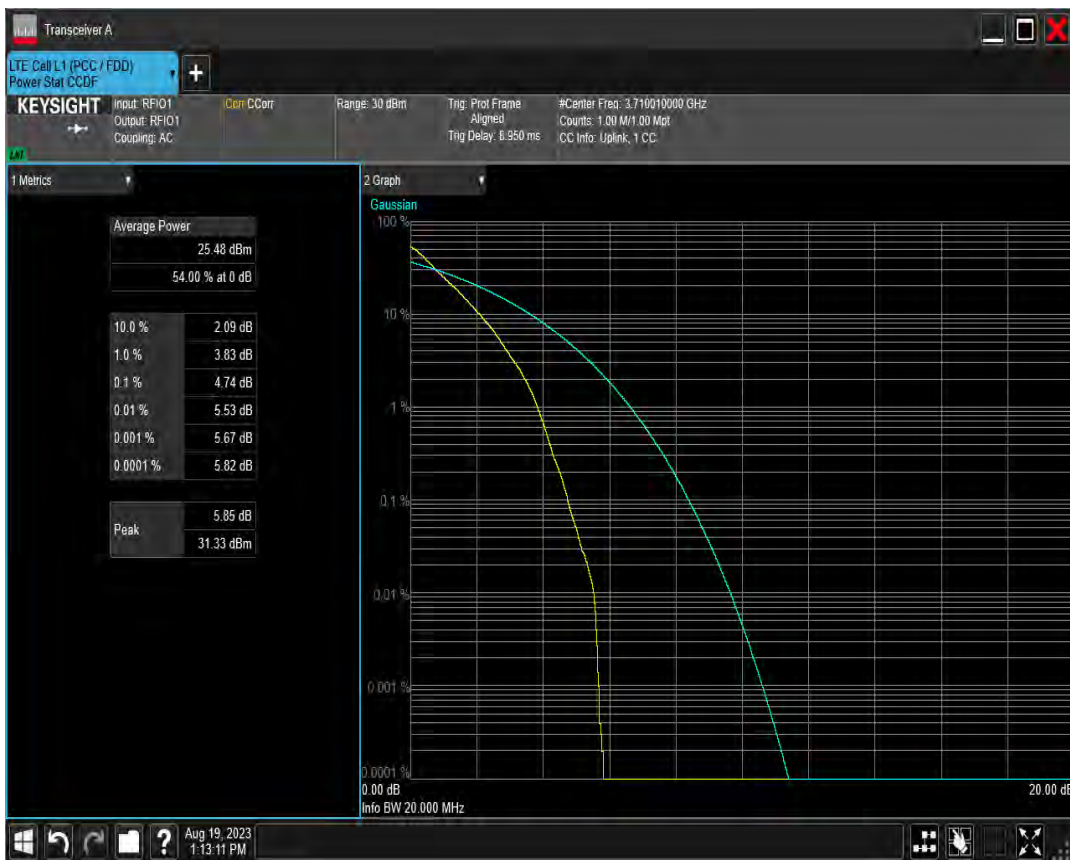 Transceiver A
LTE Cell L1 (PCC / FDD)
Power Stat CCDF
+
KEYSIGHT
Input: RFIO1
Output: RFIO1
Coupling: AC
Corr CCorr
Range: 30 dBm
Trig: Prot Frame
Aligned
Trig Delay: 8.950 ms
#Center Freq: 3.710010000 GHz
Counts: 1.00 M/1.00 Mpt
CC Info: Uplink, 1 CC
1 Metrics
Average Power
25.48 dBm
54.00 % at 0 dB
10.0 % 2.09 dB
1.0 % 3.83 dB
0.1 % 4.74 dB
0.01 % 5.53 dB
0.001 % 5.67 dB
0.0001 % 5.82 dB
Peak
5.85 dB
31.33 dBm
2 Graph
Gaussian
100 %
10 %
1 %
0.1 %
0.01 %
0.001 %
0.0001 %
0.00 dB
20.00 dB
Info BW 20.000 MHz
?
Aug 19, 2023
1:13:11 PM